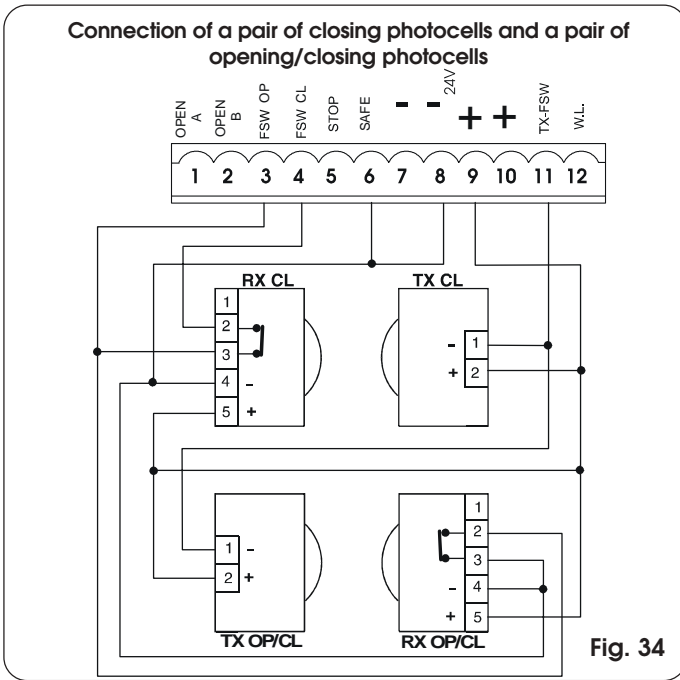 Connection of a pair of closing photocells and a pair of
opening/closing photocells
OPEN
A
OPEN
B
FSW OP
FSW CL
STOP
SAFE
- -
24V
+ +
TX-FSW
W.L.
1 2 3 4 5 6 7 8 9 10 11 12
RX CL
1
2
3
4 -
5 +
TX CL
- 1
+ 2
1 -
2 +
TX OP/CL
1
2
3
- 4
+ 5
RX OP/CL
Fig. 34